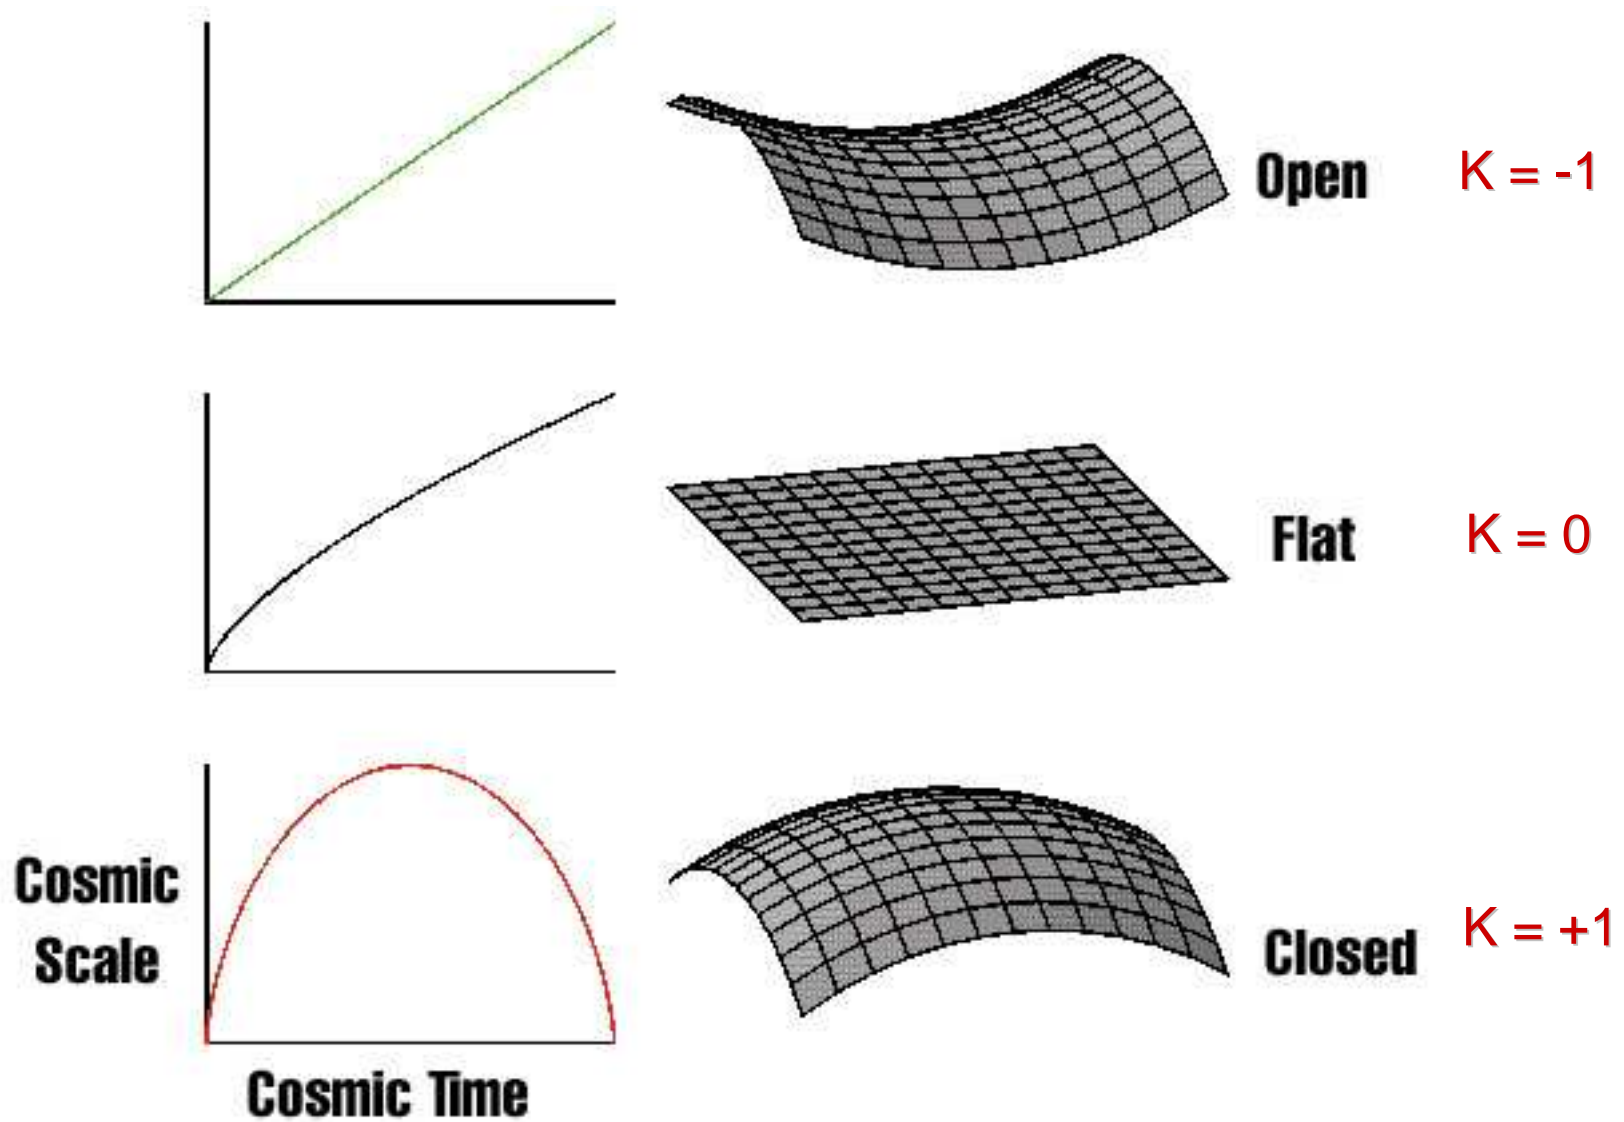 Open K = -1
Flat K = 0
Cosmic
Scale
Closed K = +1
Cosmic Time